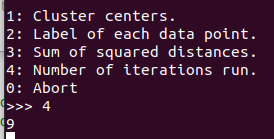 1: Cluster centers.
2: Label of each data point.
3: Sum of squared distances.
4: Number of iterations run.
0: Abort
>>> 4
9